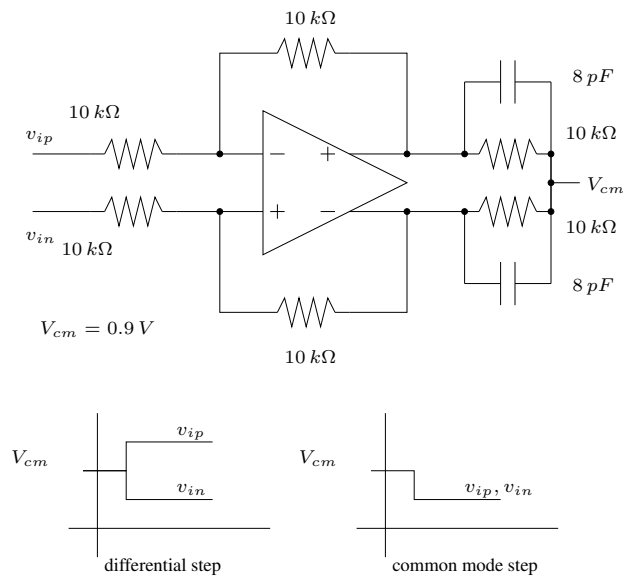 10 kΩ
8 pF
10 kΩ
10 kΩ
v_ip
− +
V_cm
+ −
v_in
10 kΩ
10 kΩ
8 pF
V_cm = 0.9 V
10 kΩ
v_ip
V_cm
v_in
differential step
V_cm
v_ip, v_in
common mode step